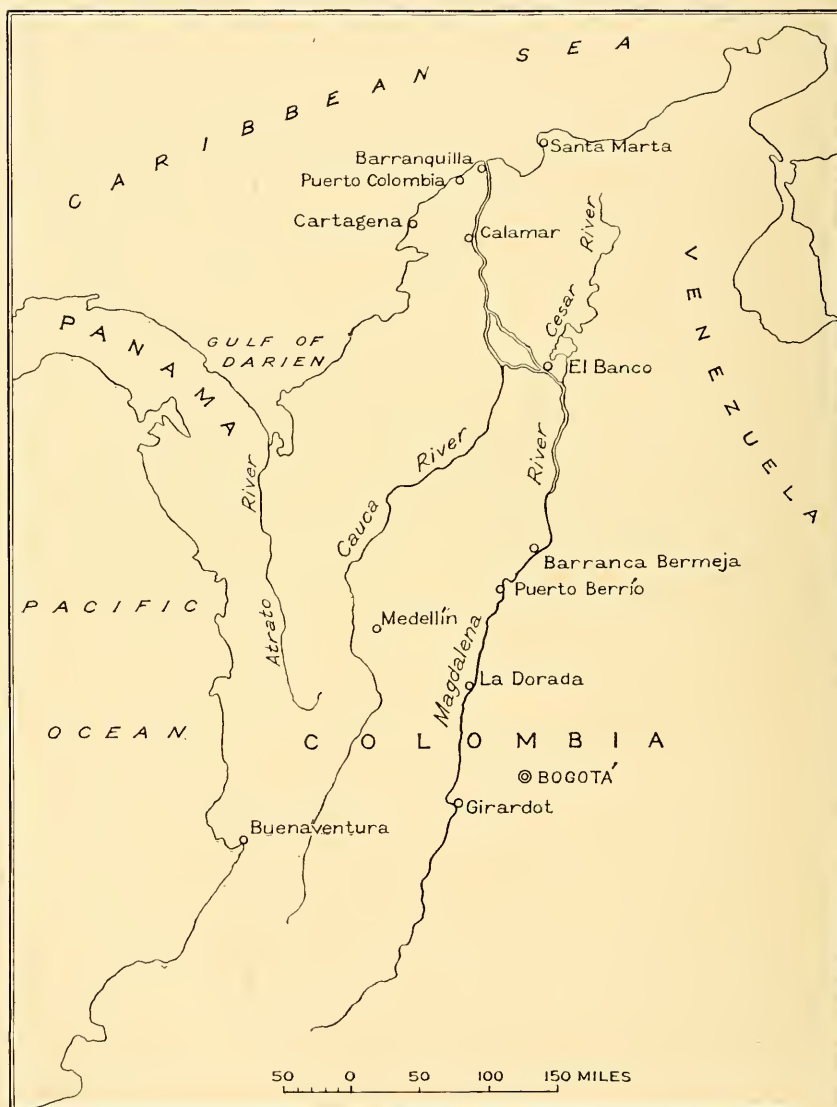 CARIBBEAN SEA
Santa Marta
Barranquilla
Puerto Colombia
Cartagena
Calamar
Cesar River
VENEZUELA
PANAMA
GULF OF
DARIEN
El Banco
Cauca River
River
Atrato River
Barranca Bermeja
Puerto Berrío
PACIFIC
Medellín
Magdalena
La Dorada
OCEAN
COLOMBIA
BOGOTÁ
Girardot
Buenaventura
50 0 50 100 150 MILES